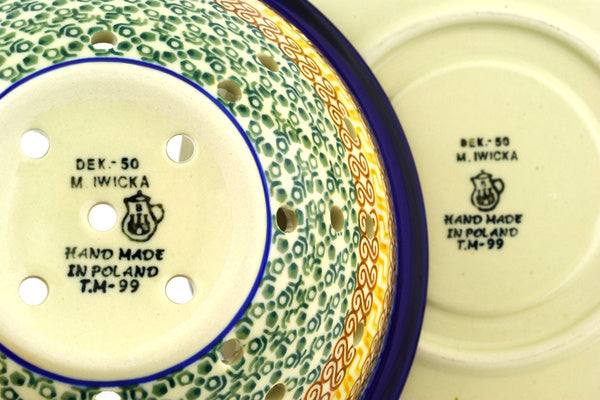 DEK.- 50
M. IWICKA
B
HAND MADE
IN POLAND
T.M- 99
DEK.- 50
M. IWICKA
HAND MADE
IN POLAND
T.M- 99